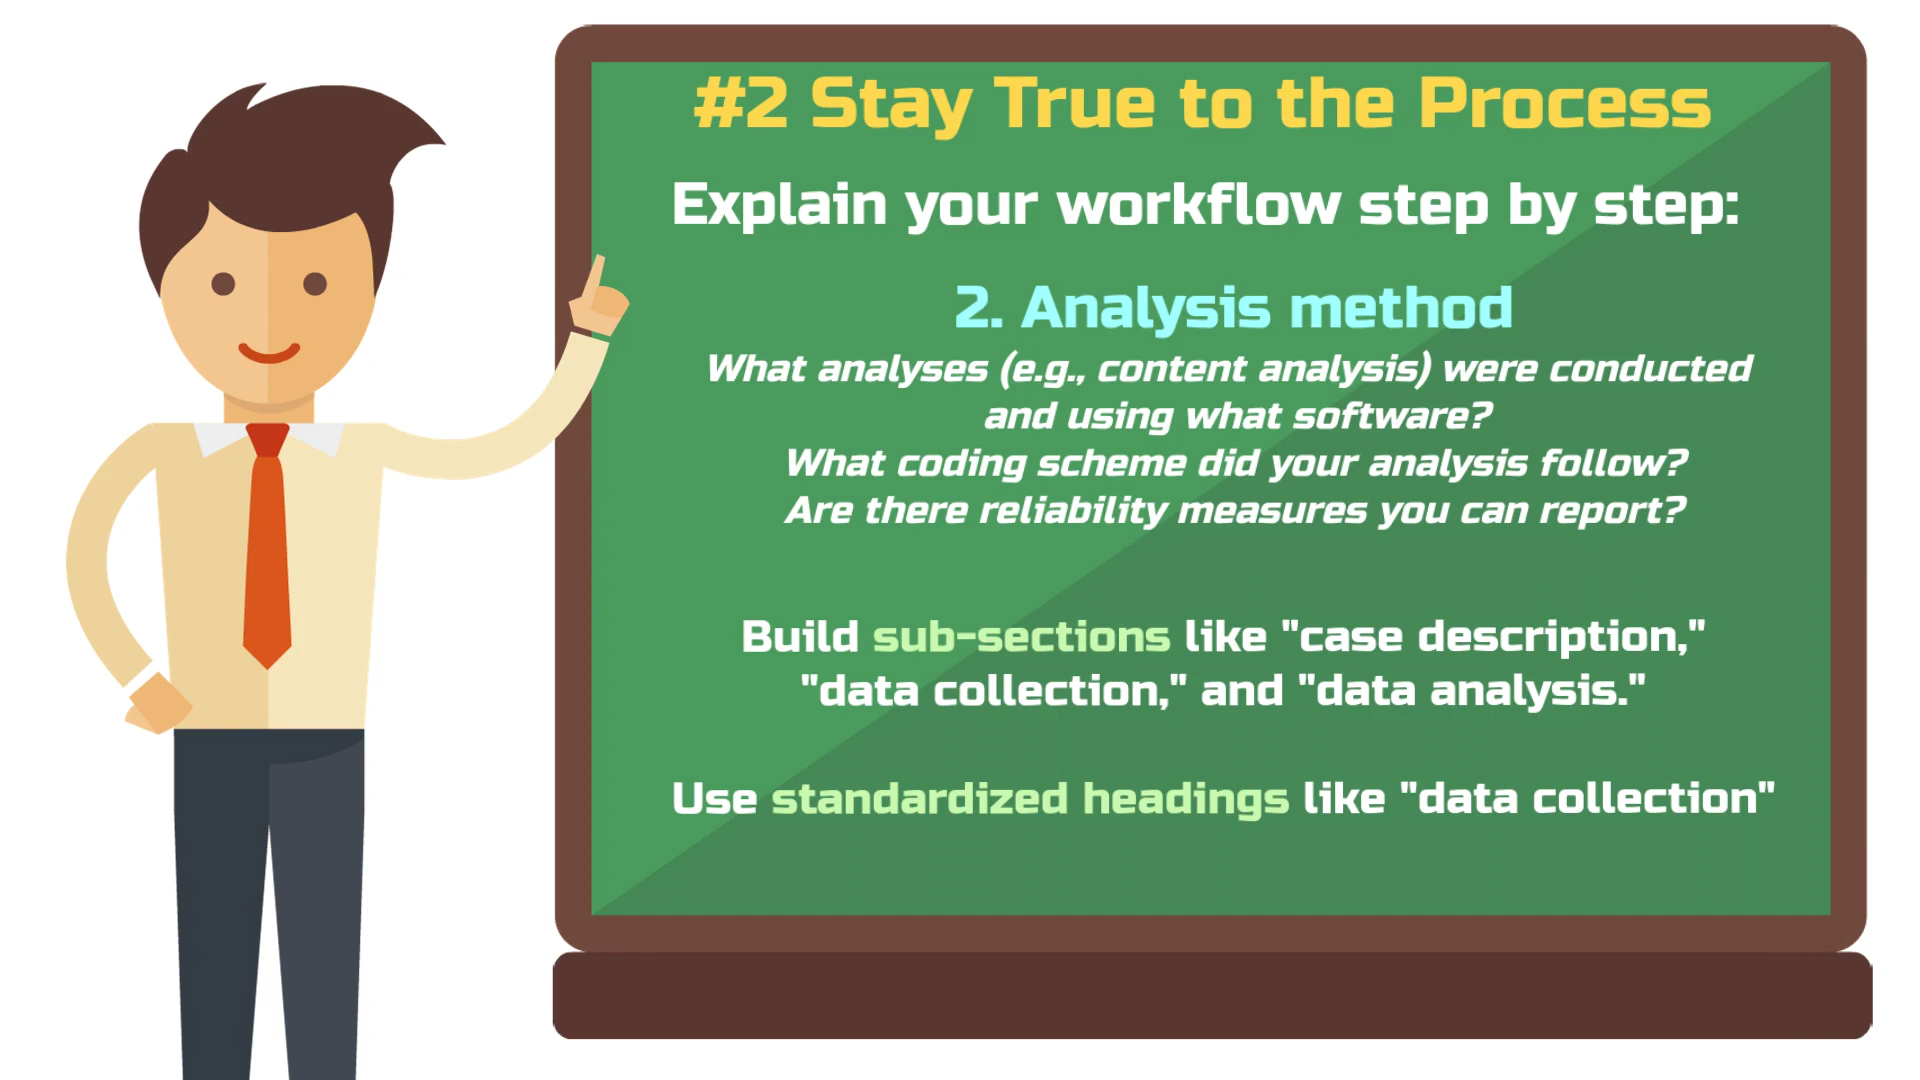 #2 Stay True to the Process
Explain your workflow step by step:
2. Analysis method
What analyses (e.g., content analysis) were conducted
and using what software?
What coding scheme did your analysis follow?
Are there reliability measures you can report?
Build sub-sections like "case description,"
"data collection," and "data analysis."
Use standardized headings like "data collection"